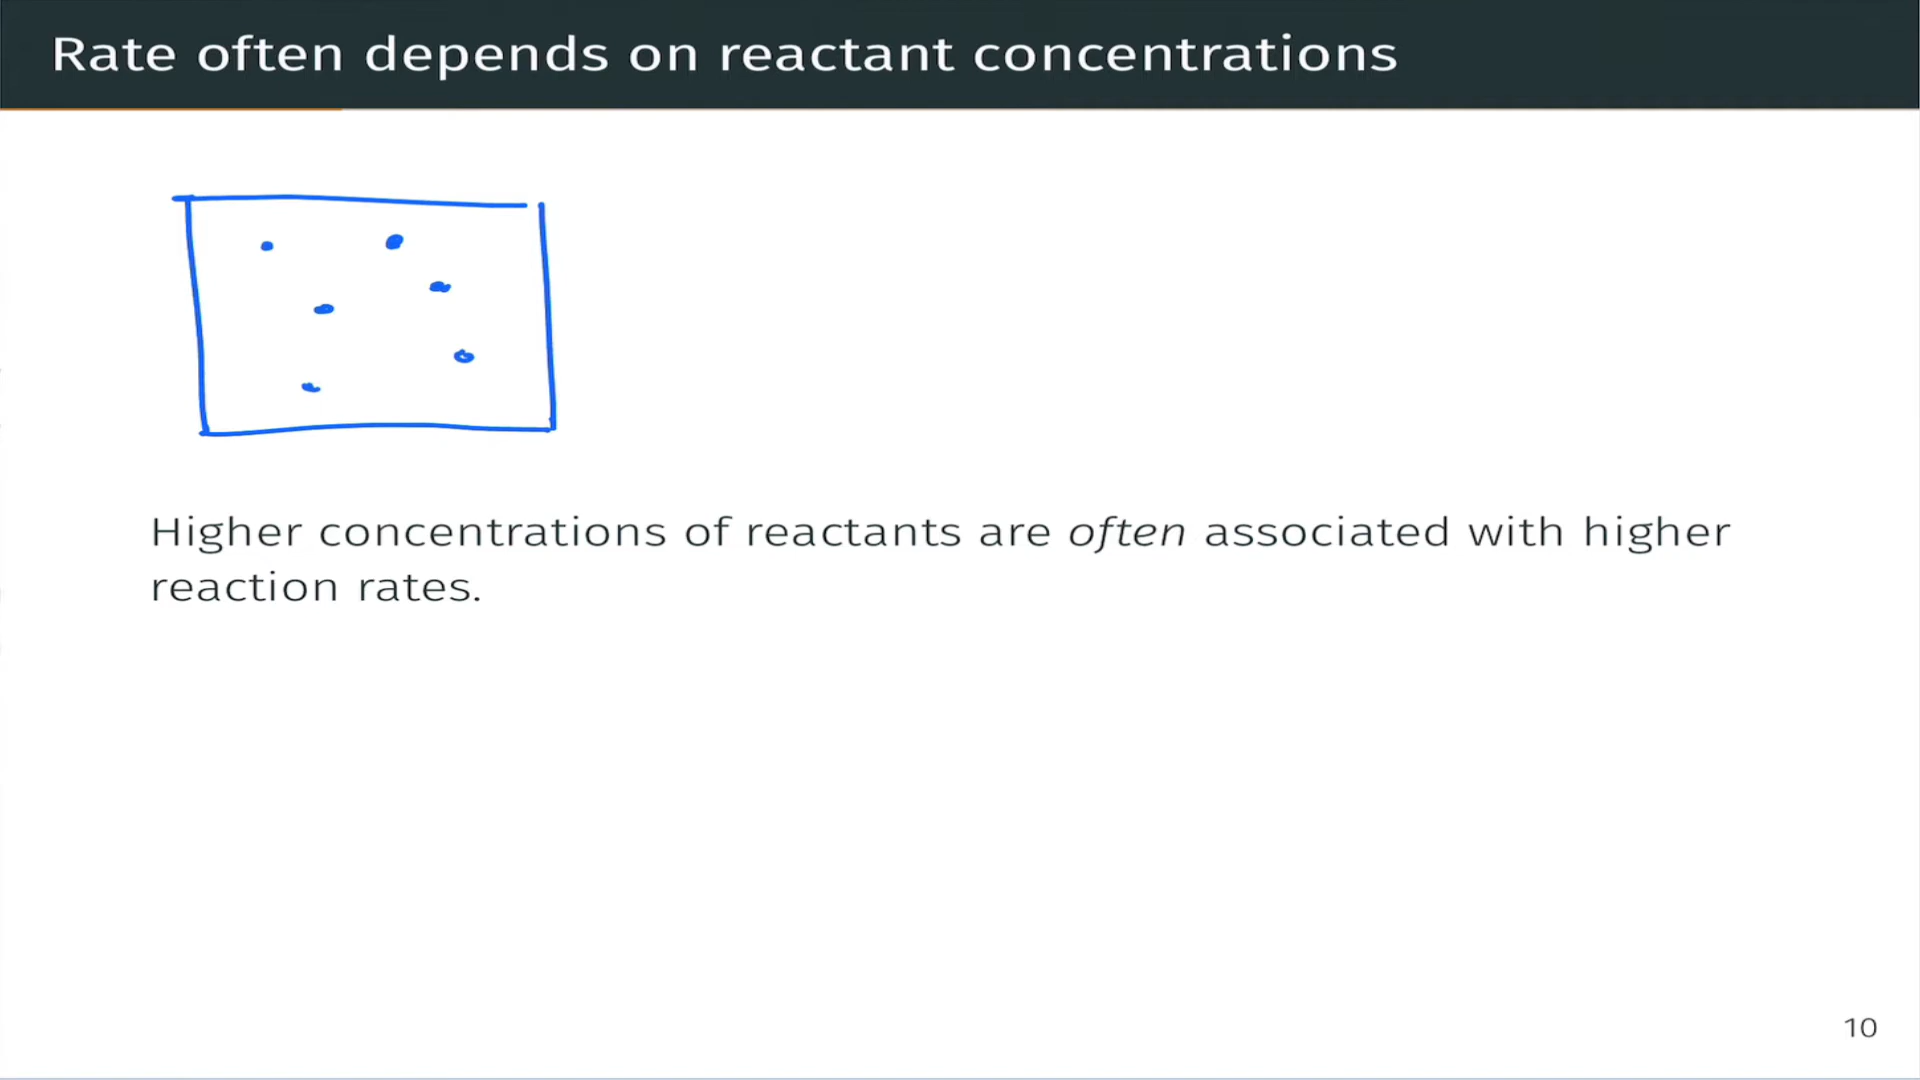 Rate often depends on reactant concentrations
Higher concentrations of reactants are often associated with higher
reaction rates.
10